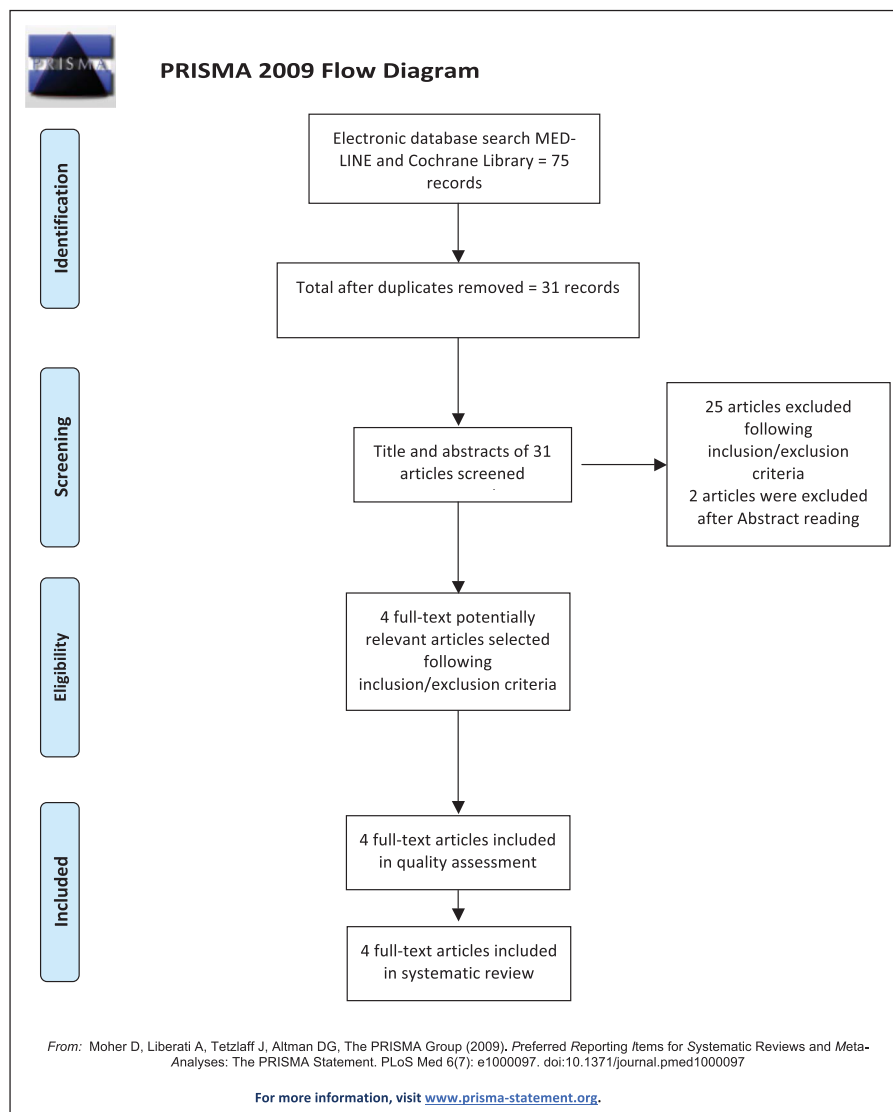 PRISMA
PRISMA 2009 Flow Diagram
Identification
Electronic database search MED-
LINE and Cochrane Library = 75
records
Total after duplicates removed = 31 records
Screening
Title and abstracts of 31
articles screened
25 articles excluded
following
inclusion/exclusion
criteria
2 articles were excluded
after Abstract reading
Eligibility
4 full-text potentially
relevant articles selected
following
inclusion/exclusion criteria
Included
4 full-text articles included
in quality assessment
4 full-text articles included
in systematic review
From: Moher D, Liberati A, Tetzlaff J, Altman DG, The PRISMA Group (2009). Preferred Reporting Items for Systematic Reviews and Meta-
Analyses: The PRISMA Statement. PLoS Med 6(7): e1000097. doi:10.1371/journal.pmed1000097
For more information, visit www.prisma-statement.org.